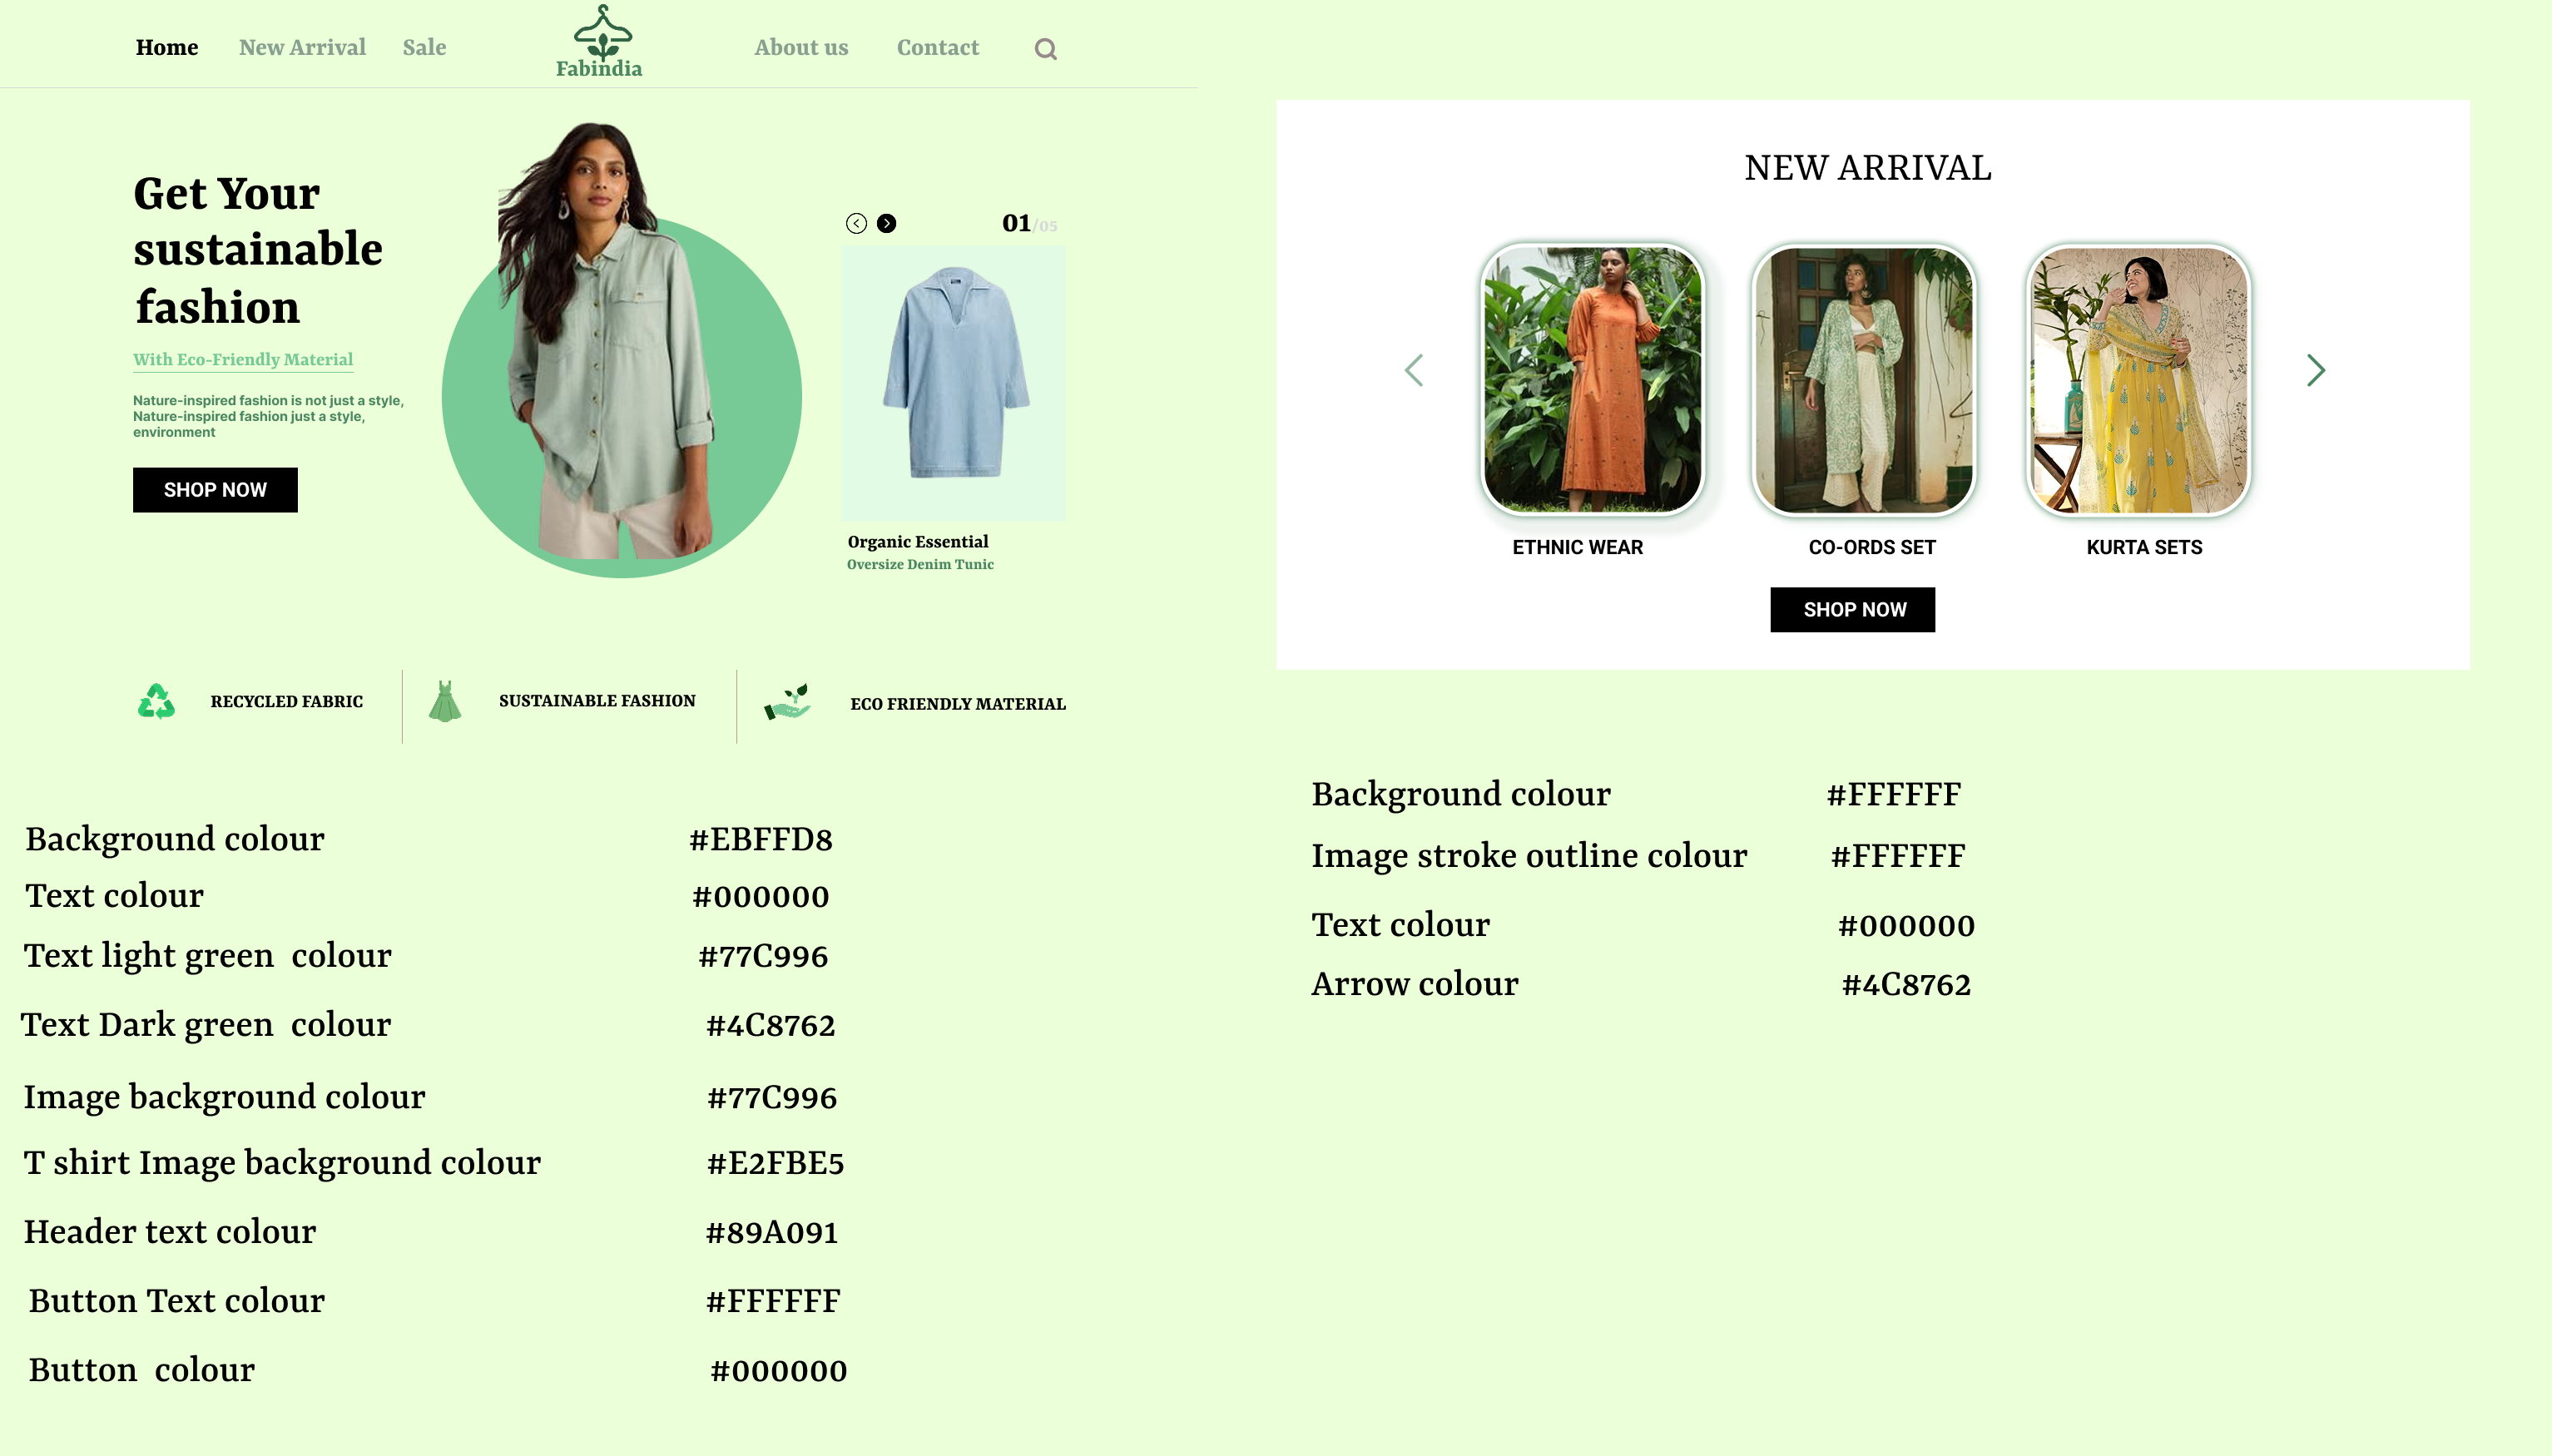 Home New Arrival Sale Fabindia About us Contact
Get Your
sustainable
fashion
With Eco-Friendly Material
Nature-inspired fashion is not just a style,
Nature-inspired fashion just a style,
environment
SHOP NOW
01/05
Organic Essential
Oversize Denim Tunic
RECYCLED FABRIC
SUSTAINABLE FASHION
ECO FRIENDLY MATERIAL
Background colour #EBFFD8
Text colour #000000
Text light green colour #77C996
Text Dark green colour #4C8762
Image background colour #77C996
T shirt Image background colour #E2FBE5
Header text colour #89A091
Button Text colour #FFFFFF
Button colour #000000
NEW ARRIVAL
ETHNIC WEAR
CO-ORDS SET
KURTA SETS
SHOP NOW
Background colour #FFFFFF
Image stroke outline colour #FFFFFF
Text colour #000000
Arrow colour #4C8762